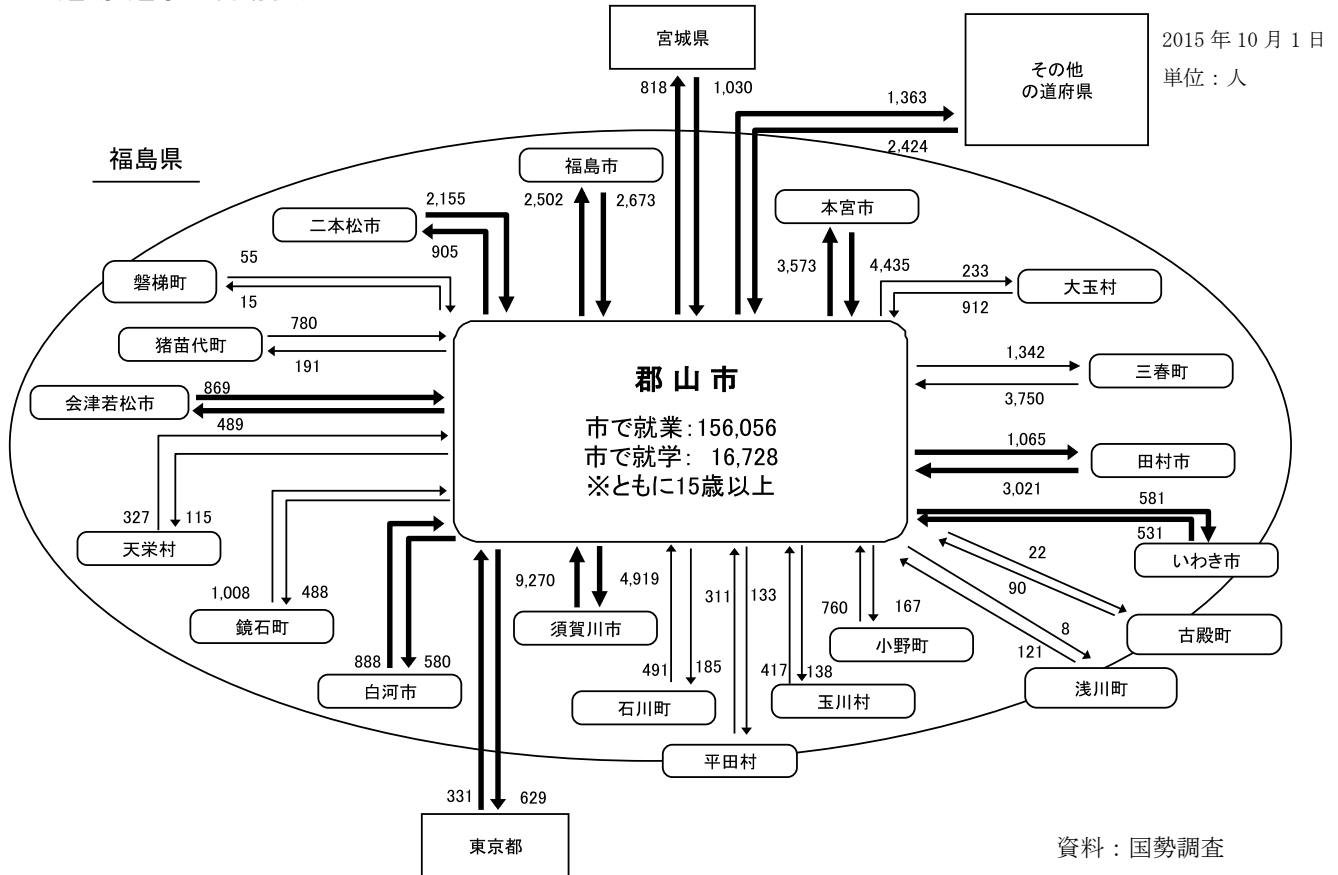 宮城県
その他
の道府県
2015 年 10 月 1 日
単位：人
818
1,030
1,363
2,424
福島県
福島市
2,502
2,673
二本松市
2,155
905
本宮市
3,573
4,435
磐梯町
55
15
233
912
大玉村
猪苗代町
780
191
1,342
3,750
三春町
会津若松市
869
489
郡山市
市で就業：156,056
市で就学： 16,728
※ともに15歳以上
1,065
3,021
田村市
581
531
いわき市
327
115
天栄村
22
90
古殿町
1,008
488
鏡石町
9,270
4,919
須賀川市
311
133
平田村
760
167
小野町
8
121
浅川町
888
580
白河市
491
185
石川町
417
138
玉川村
331
629
東京都
資料：国勢調査